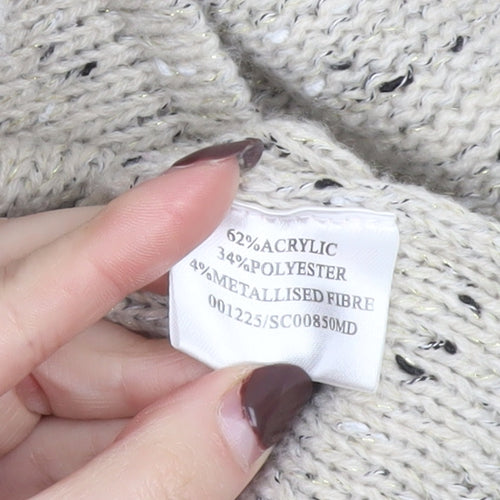 62%ACRYLIC
34%POLYESTER
4%METALLISED FIBRE
001225/SC00850MD